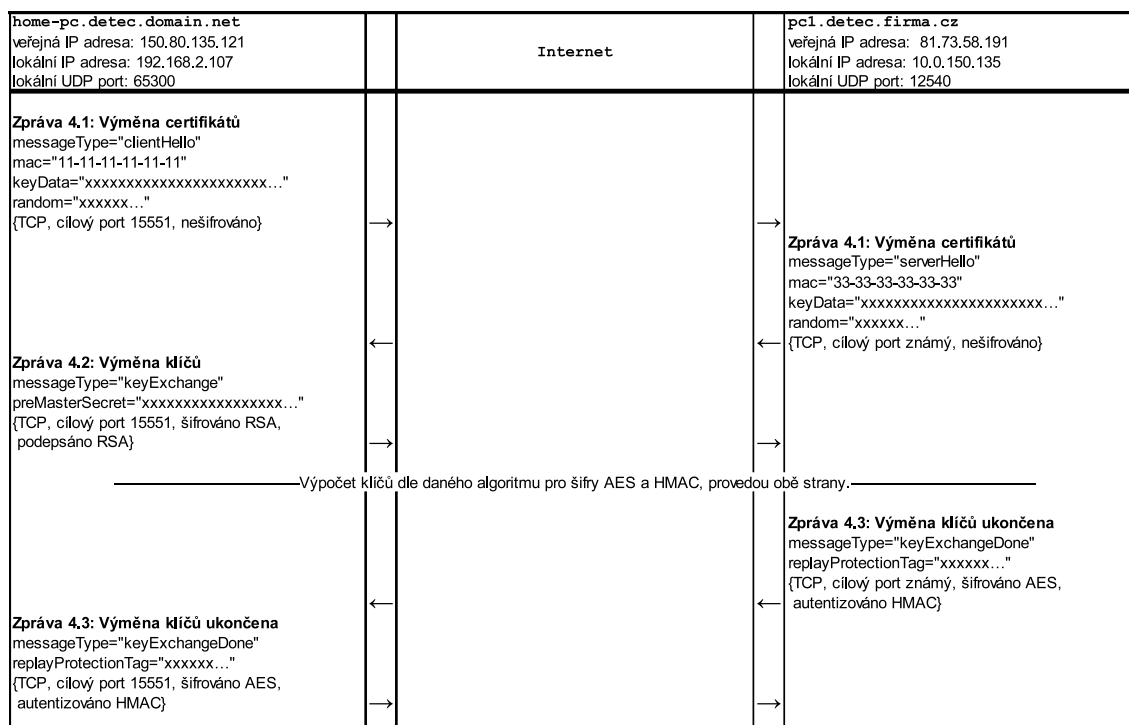 home-pc.detec.domain.net
veřejná IP adresa: 150.80.135.121
lokální IP adresa: 192.168.2.107
lokální UDP port: 65300
Internet
pc1.detec.firma.cz
veřejná IP adresa:  81.73.58.191
lokální IP adresa: 10.0.150.135
lokální UDP port: 12540
Zpráva 4.1: Výměna certifikátů
messageType="clientHello"
mac="11-11-11-11-11-11"
keyData="xxxxxxxxxxxxxxxxxxxxxx…"
random="xxxxxx…"
{TCP, cílový port 15551, nešifrováno}
→ →
Zpráva 4.1: Výměna certifikátů
messageType="serverHello"
mac="33-33-33-33-33-33"
keyData="xxxxxxxxxxxxxxxxxxxxxx…"
random="xxxxxx…"
← ← {TCP, cílový port známý, nešifrováno}
Zpráva 4.2: Výměna klíčů
messageType="keyExchange"
preMasterSecret="xxxxxxxxxxxxxxxxx…"
{TCP, cílový port 15551, šifrováno RSA,
podepsáno RSA}
→ →
Výpočet klíčů dle daného algoritmu pro šifry AES a HMAC, provedou obě strany.
Zpráva 4.3: Výměna klíčů ukončena
messageType="keyExchangeDone"
replayProtectionTag="xxxxxx…"
{TCP, cílový port známý, šifrováno AES,
← ← autentizováno HMAC}
Zpráva 4.3: Výměna klíčů ukončena
messageType="keyExchangeDone"
replayProtectionTag="xxxxxx…"
{TCP, cílový port 15551, šifrováno AES,
autentizováno HMAC}
→ →